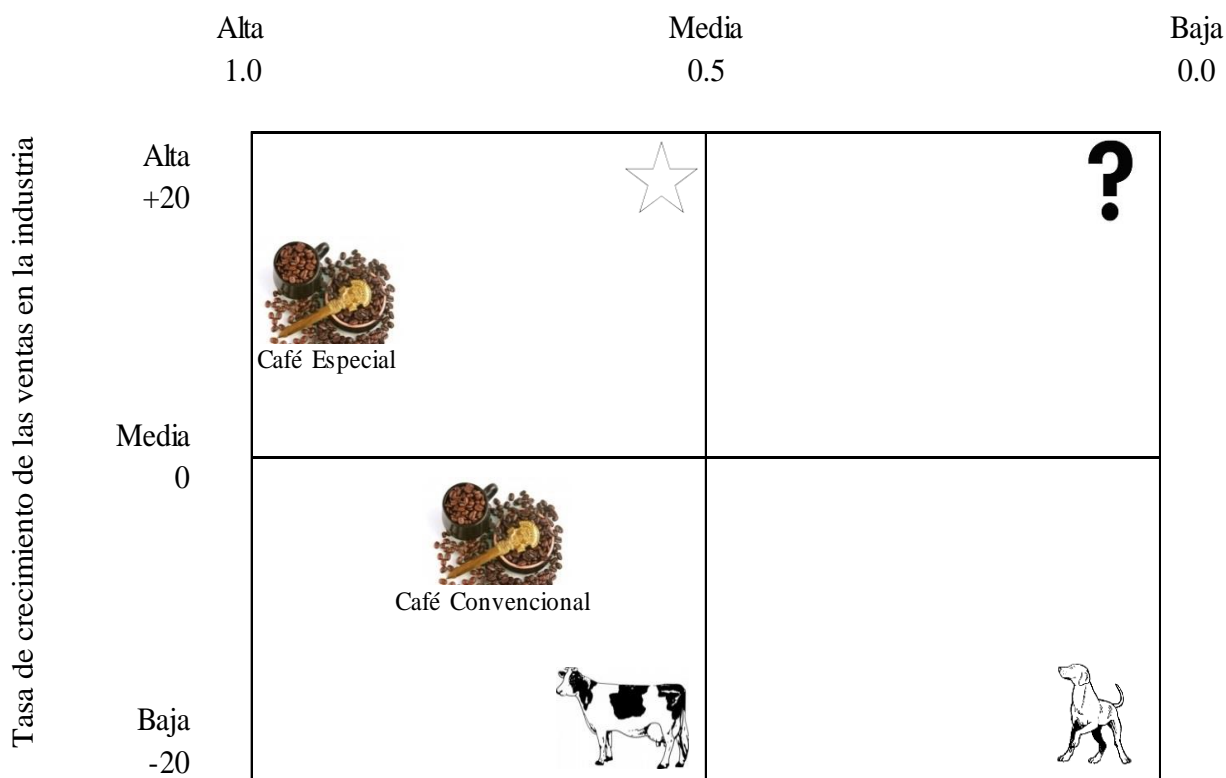 Alta Media Baja
1.0 0.5 0.0
Tasa de crecimiento de las ventas en la industria
Alta
+20
?
Café Especial
Media
0
Café Convencional
Baja
-20